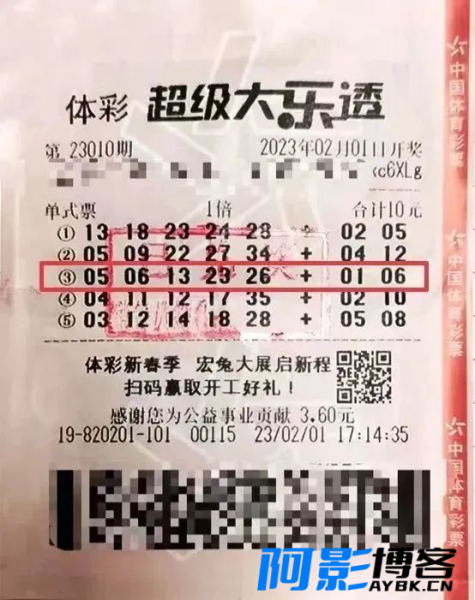 体彩 超级大乐透
第 23010期 2023年02月01日开奖
kc6XLg
单式票 1倍 合计10元
① 13 18 23 24 28 + 02 05
② 05 09 22 27 34 + 04 12
③ 05 06 13 23 26 + 01 06
④ 04 11 12 17 35 + 02 10
⑤ 03 12 14 18 28 + 05 08
体彩新春季 宏兔大展启新程
扫码赢取开工好礼！
感谢您为公益事业贡献 3.60元
19-820201-101 00115 23/02/01 17:14:35
中国体育彩票
中国体育彩票
中国体育彩票
阿影博客
AYBK.CN